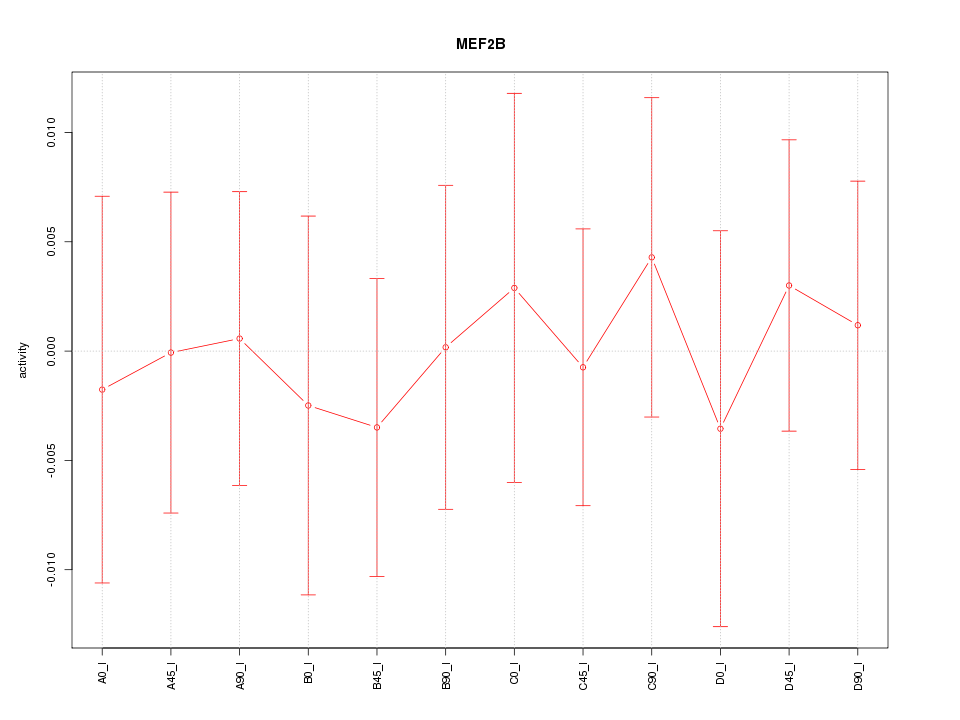 MEF2B
activity
0.010
0.005
0.000
-0.005
-0.010
A0_I
A45_I
A90_I
B0_I
B45_I
B90_I
C0_I
C45_I
C90_I
D0_I
D45_I
D90_I